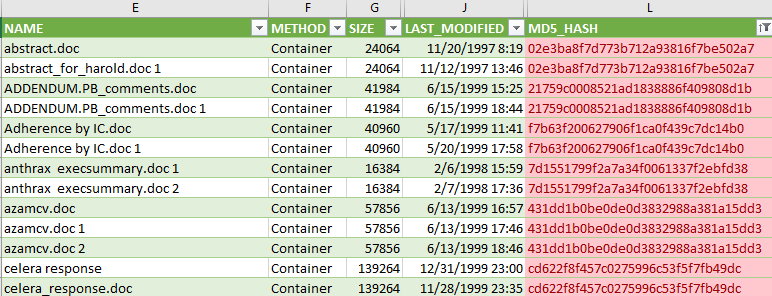 E F G J L
NAME METHOD SIZE LAST_MODIFIED MD5_HASH
abstract.doc Container 24064 11/20/1997 8:19 02e3ba8f7d773b712a93816f7be502a7
abstract_for_harold.doc 1 Container 24064 11/12/1997 13:46 02e3ba8f7d773b712a93816f7be502a7
ADDENDUM.PB_comments.doc Container 41984 6/15/1999 15:25 21759c0008521ad1838886f409808d1b
ADDENDUM.PB_comments.doc 1 Container 41984 6/15/1999 18:44 21759c0008521ad1838886f409808d1b
Adherence by IC.doc Container 40960 5/17/1999 11:41 f7b63f200627906f1ca0f439c7dc14b0
Adherence by IC.doc 1 Container 40960 5/20/1999 17:58 f7b63f200627906f1ca0f439c7dc14b0
anthrax execsummary.doc 1 Container 16384 2/6/1998 15:59 7d1551799f2a7a34f0061337f2ebfd38
anthrax execsummary.doc 2 Container 16384 2/7/1998 17:36 7d1551799f2a7a34f0061337f2ebfd38
azamcv.doc Container 57856 6/13/1999 16:57 431dd1b0be0de0d3832988a381a15dd3
azamcv.doc 1 Container 57856 6/13/1999 17:46 431dd1b0be0de0d3832988a381a15dd3
azamcv.doc 2 Container 57856 6/13/1999 18:46 431dd1b0be0de0d3832988a381a15dd3
celera response Container 139264 12/31/1999 23:00 cd622f8f457c0275996c53f5f7fb49dc
celera_response.doc Container 139264 11/28/1999 23:35 cd622f8f457c0275996c53f5f7fb49dc